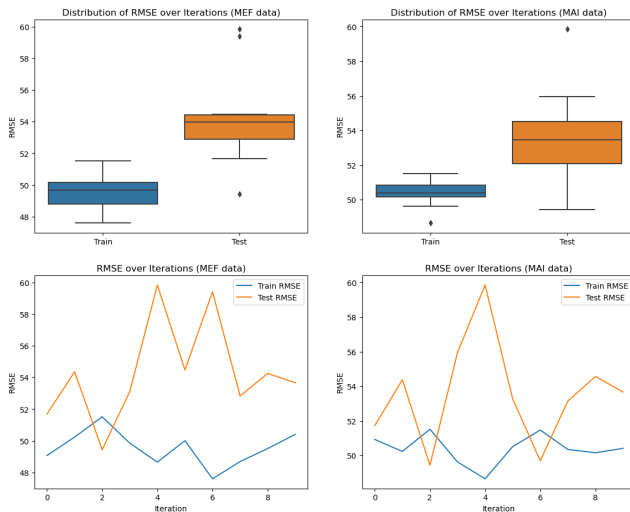 Distribution of RMSE over Iterations (MEF data)
60
58
56
54
52
50
48
RMSE
Train
Test
Distribution of RMSE over Iterations (MAI data)
60
58
56
54
52
50
RMSE
Train
Test
RMSE over Iterations (MEF data)
Train RMSE
Test RMSE
60
58
56
54
52
50
48
RMSE
0
2
4
6
8
Iteration
RMSE over Iterations (MAI data)
Train RMSE
Test RMSE
60
58
56
54
52
50
RMSE
0
2
4
6
8
Iteration